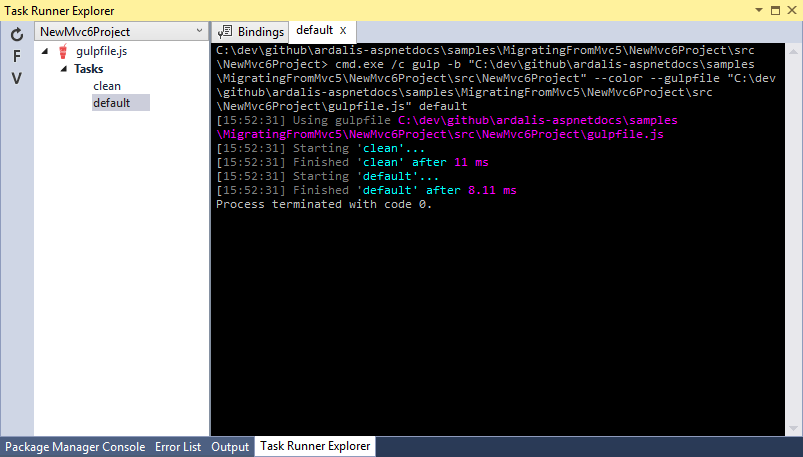 Task Runner Explorer
NewMvc6Project
gulpfile.js
Tasks
clean
default
F
V
Bindings
default X
C:\dev\github\ardalis-aspnetdocs\samples\MigratingFromMvc5\NewMvc6Project\src
\NewMvc6Project> cmd.exe /c gulp -b "C:\dev\github\ardalis-aspnetdocs\samples
\MigratingFromMvc5\NewMvc6Project\src\NewMvc6Project" --color --gulpfile "C:\dev
\github\ardalis-aspnetdocs\samples\MigratingFromMvc5\NewMvc6Project\src
\NewMvc6Project\gulpfile.js" default
[15:52:31] Using gulpfile C:\dev\github\ardalis-aspnetdocs\samples
\MigratingFromMvc5\NewMvc6Project\src\NewMvc6Project\gulpfile.js
[15:52:31] Starting 'clean'...
[15:52:31] Finished 'clean' after 11 ms
[15:52:31] Starting 'default'...
[15:52:31] Finished 'default' after 8.11 ms
Process terminated with code 0.
Package Manager Console Error List Output Task Runner Explorer